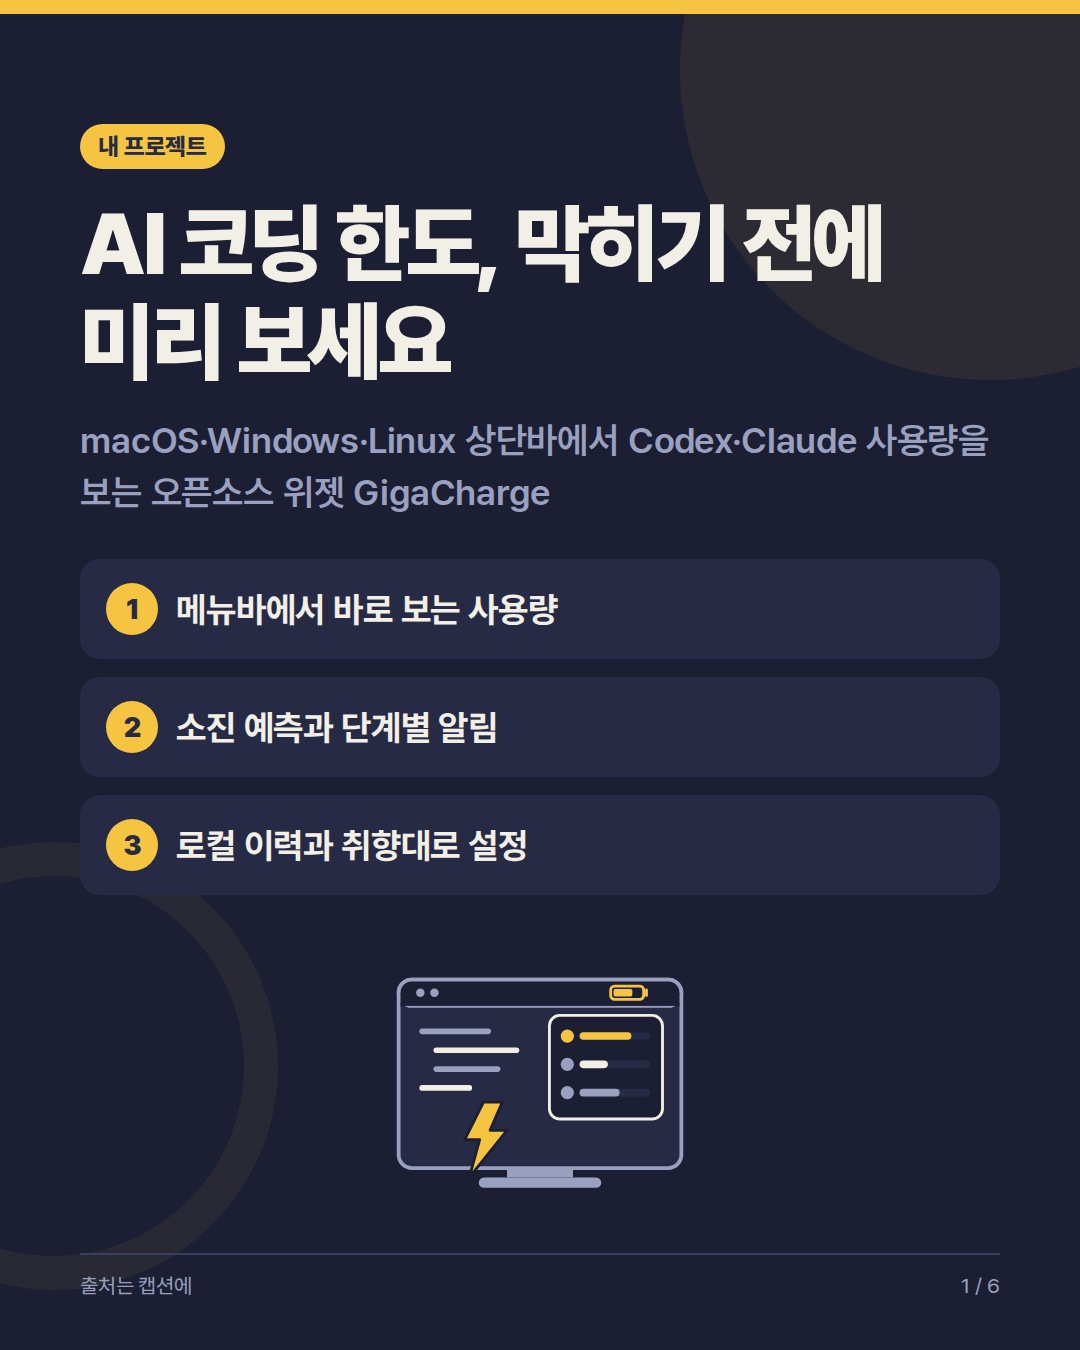 내 프로젝트
AI 코딩 한도, 막히기 전에
미리 보세요
macOS·Windows·Linux 상단바에서 Codex·Claude 사용량을
보는 오픈소스 위젯 GigaCharge
1 메뉴바에서 바로 보는 사용량
2 소진 예측과 단계별 알림
3 로컬 이력과 취향대로 설정
출처는 캡션에
1 / 6